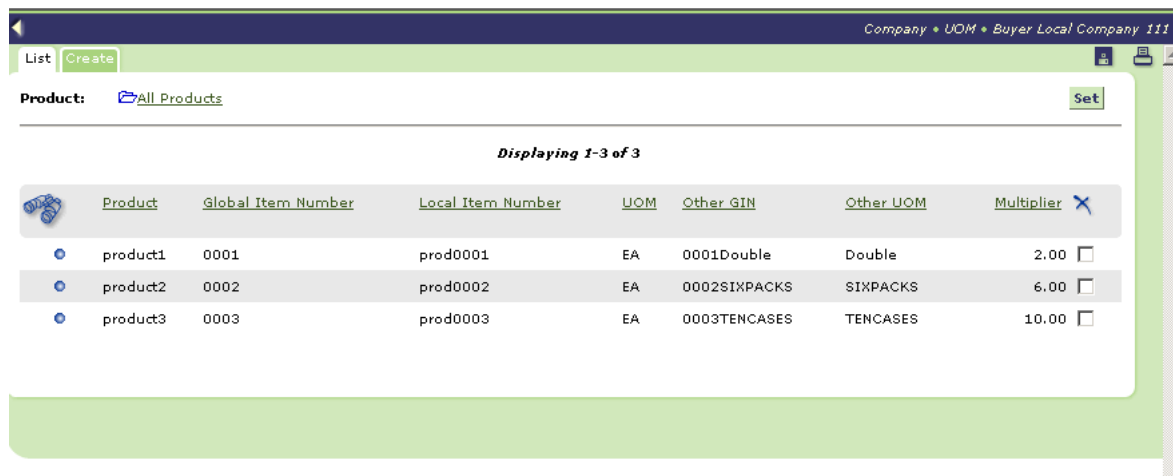 Company • UOM • Buyer Local Company 111
List Create
Product: All Products Set
Displaying 1-3 of 3
Product Global Item Number Local Item Number UOM Other GIN Other UOM Multiplier
product1 0001 prod0001 EA 0001Double Double 2.00
product2 0002 prod0002 EA 0002SIXPACKS SIXPACKS 6.00
product3 0003 prod0003 EA 0003TENCASES TENCASES 10.00